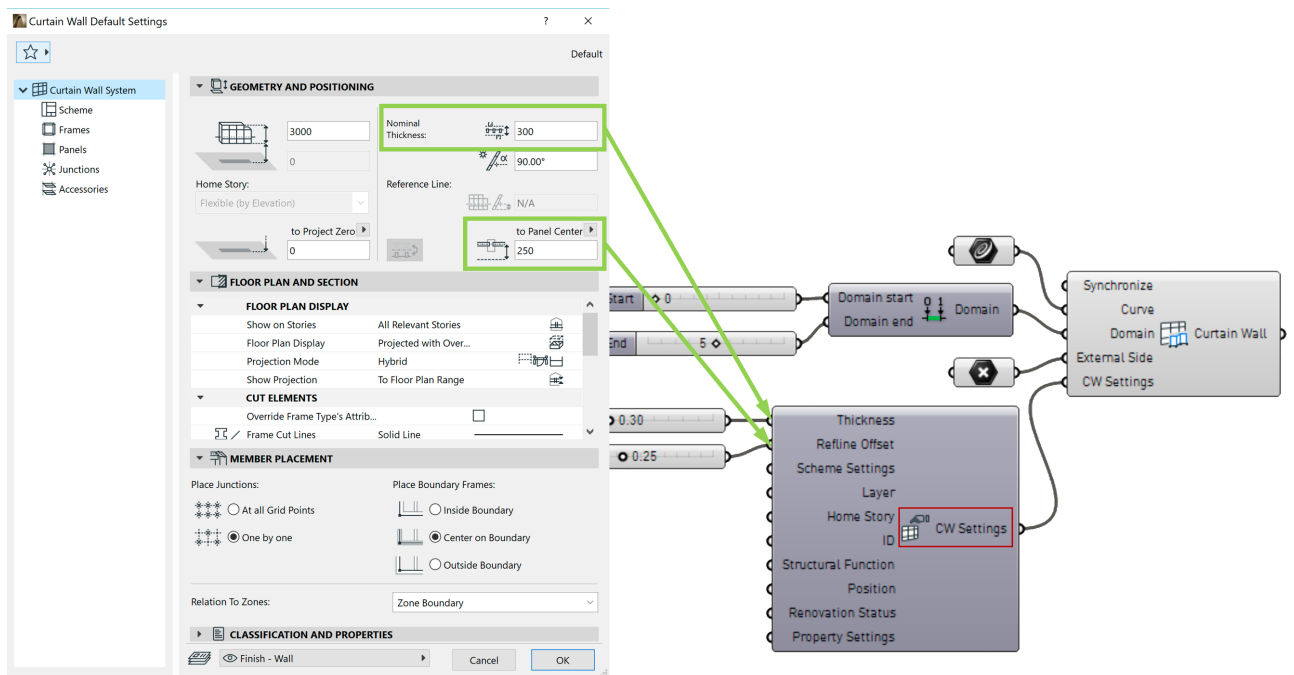 Curtain Wall Default Settings
?
Default
Curtain Wall System
Scheme
Frames
Panels
Junctions
Accessories
GEOMETRY AND POSITIONING
3000
0
Nominal
Thickness:
300
α
90.00°
Home Story:
Flexible (by Elevation)
Reference Line:
N/A
to Project Zero
0
to Panel Center
250
FLOOR PLAN AND SECTION
FLOOR PLAN DISPLAY
Show on Stories All Relevant Stories
Floor Plan Display Projected with Over...
Projection Mode Hybrid
Show Projection To Floor Plan Range
CUT ELEMENTS
Override Frame Type's Attrib...
Frame Cut Lines Solid Line
MEMBER PLACEMENT
Place Junctions:
At all Grid Points
One by one
Place Boundary Frames:
Inside Boundary
Center on Boundary
Outside Boundary
Relation To Zones: Zone Boundary
CLASSIFICATION AND PROPERTIES
Finish - Wall
Cancel
OK
Start 0
End 5
Domain start
Domain end
0 1
Domain
0.30
0.25
Synchronize
Curve
Domain
External Side
CW Settings
Curtain Wall
Thickness
Refline Offset
Scheme Settings
Layer
Home Story
ID
Structural Function
Position
Renovation Status
Property Settings
CW Settings